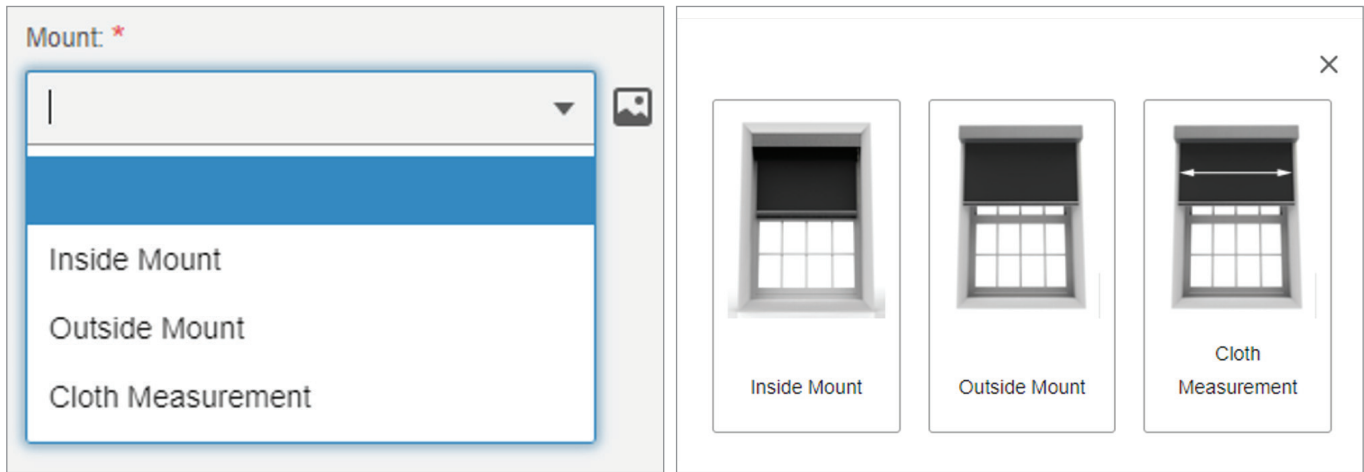 Mount: *
Inside Mount
Outside Mount
Cloth Measurement
Inside Mount
Outside Mount
Cloth
Measurement